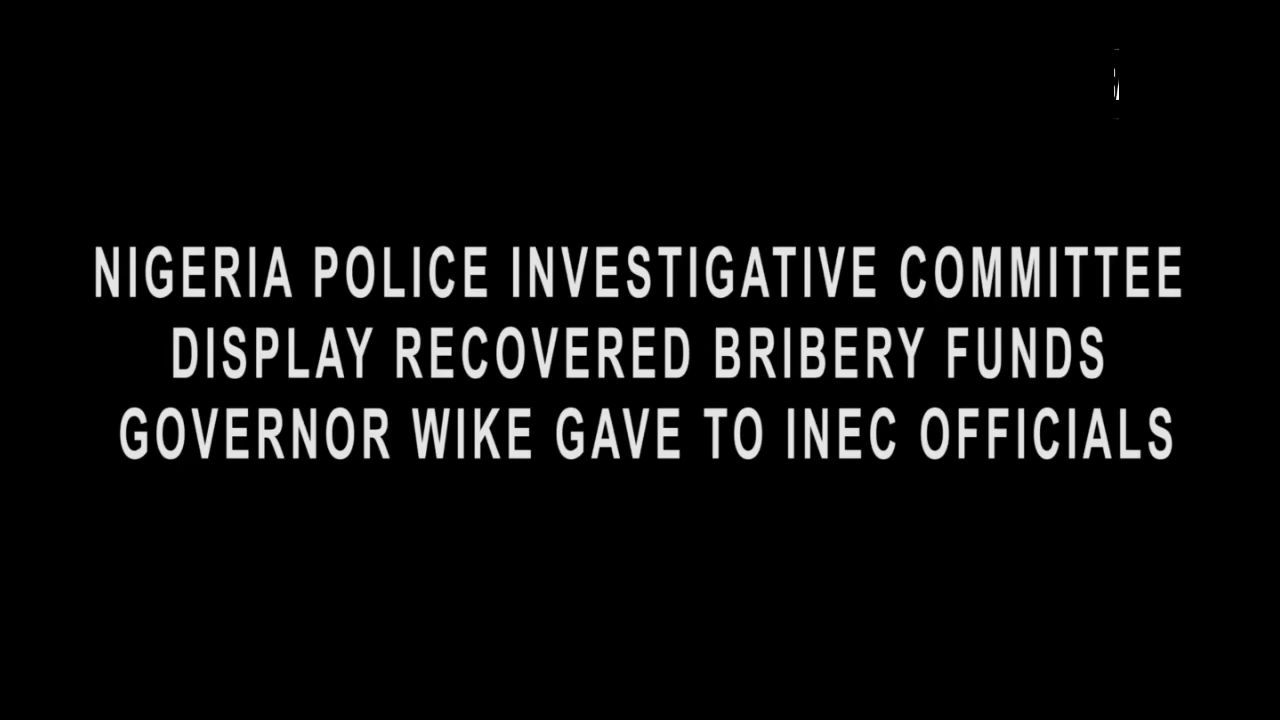 NIGERIA POLICE INVESTIGATIVE COMMITTEE
DISPLAY RECOVERED BRIBERY FUNDS
GOVERNOR WIKE GAVE TO INEC OFFICIALS